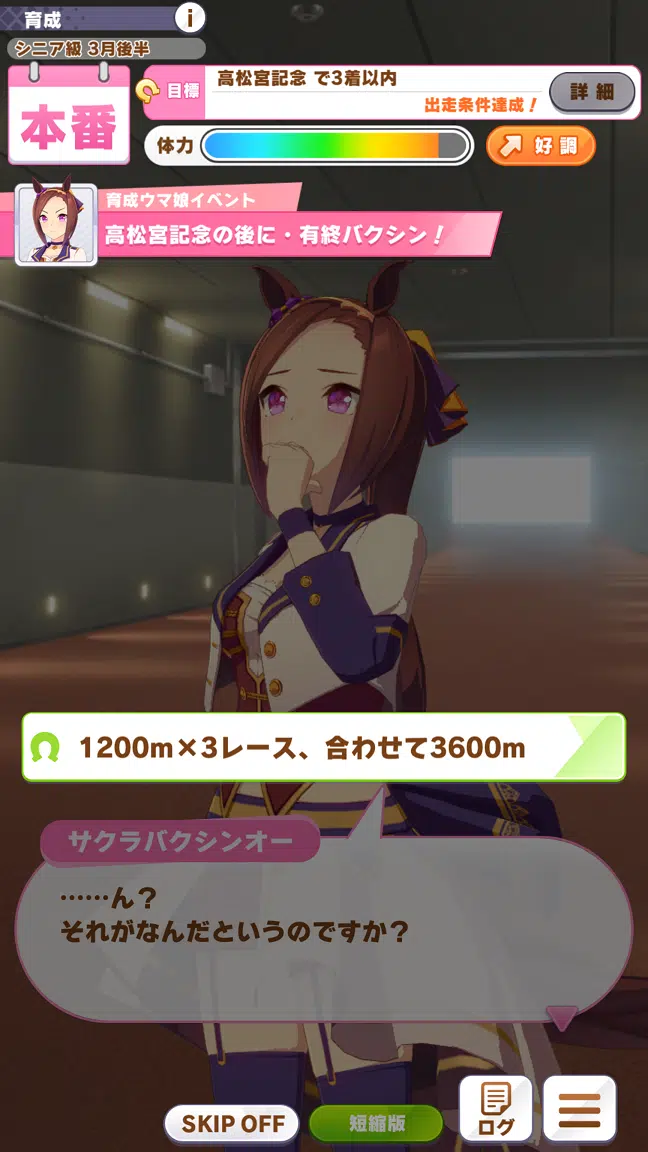 育成
i
シニア級 3月後半
本番
目標
高松宮記念 で3着以内
出走条件達成！
詳細
体力
好調
育成ウマ娘イベント
高松宮記念の後に・有終バクシン！
1200m×3レース、合わせて3600m
サクラバクシンオー
……ん？
それがなんだというのですか？
SKIP OFF
短縮版
ログ